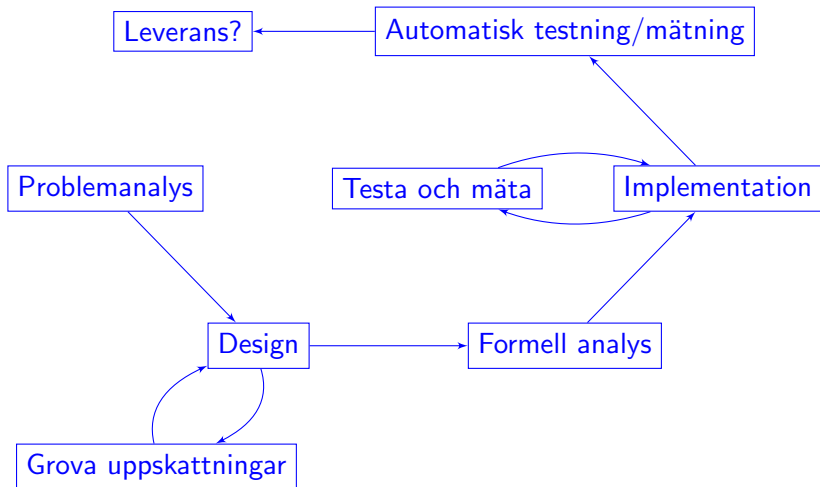 Leverans?
Automatisk testning/mätning
Problemanalys
Testa och mäta
Implementation
Design
Formell analys
Grova uppskattningar